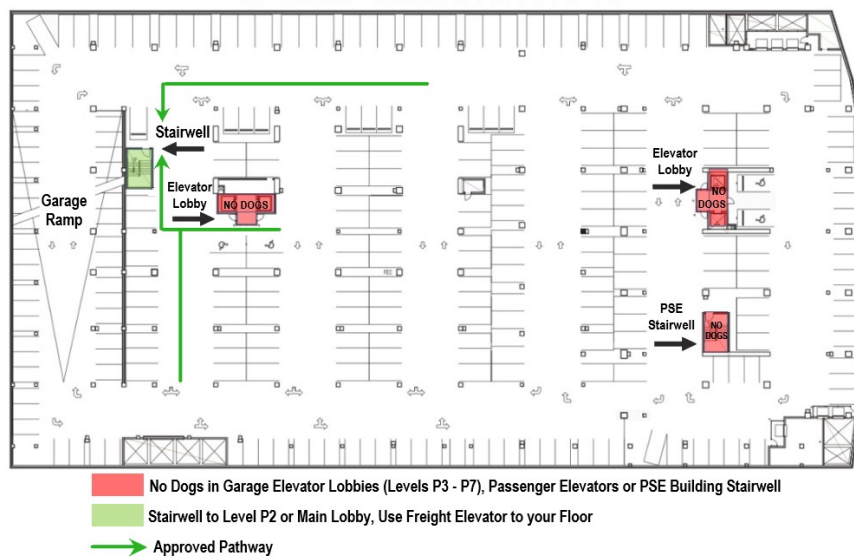 Stairwell
Elevator
Lobby
NO DOGS
Garage
Ramp
Elevator
Lobby
NO
DOGS
PSE
Stairwell
NO
DOGS
No Dogs in Garage Elevator Lobbies (Levels P3 - P7), Passenger Elevators or PSE Building Stairwell
Stairwell to Level P2 or Main Lobby, Use Freight Elevator to your Floor
Approved Pathway